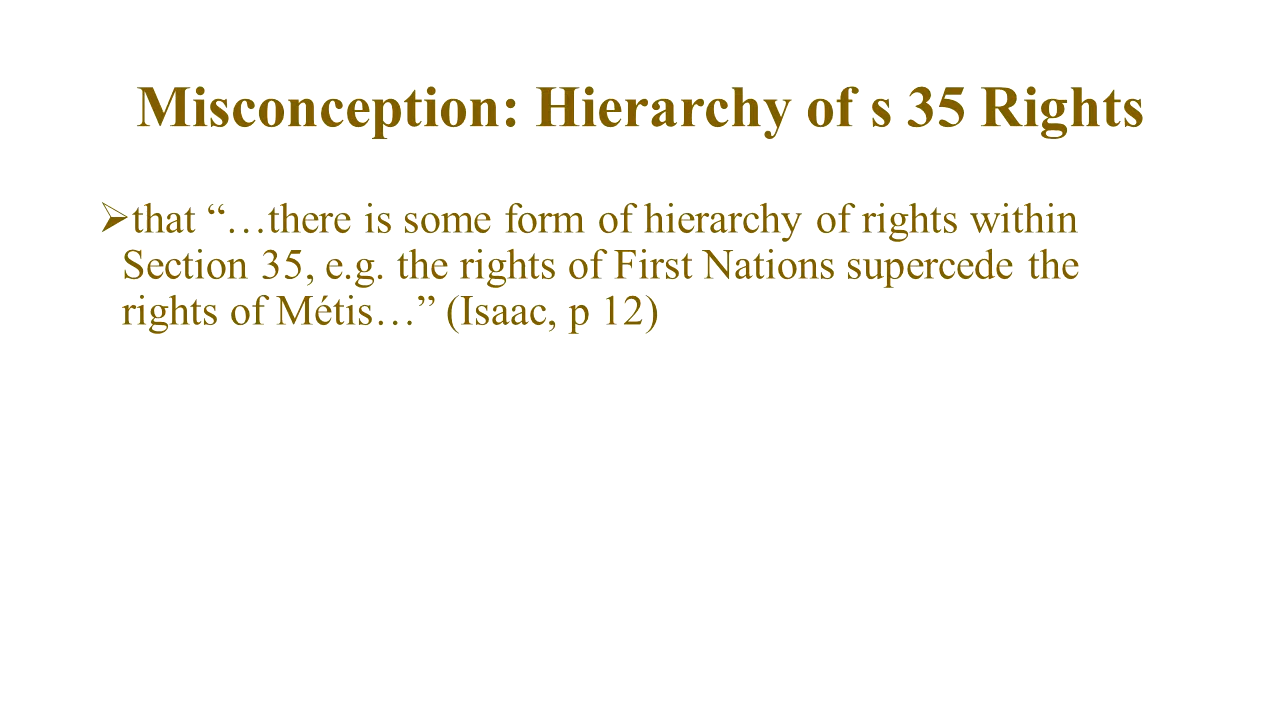 Misconception: Hierarchy of s 35 Rights
➢that “…there is some form of hierarchy of rights within
Section 35, e.g. the rights of First Nations supercede the
rights of Métis…” (Isaac, p 12)